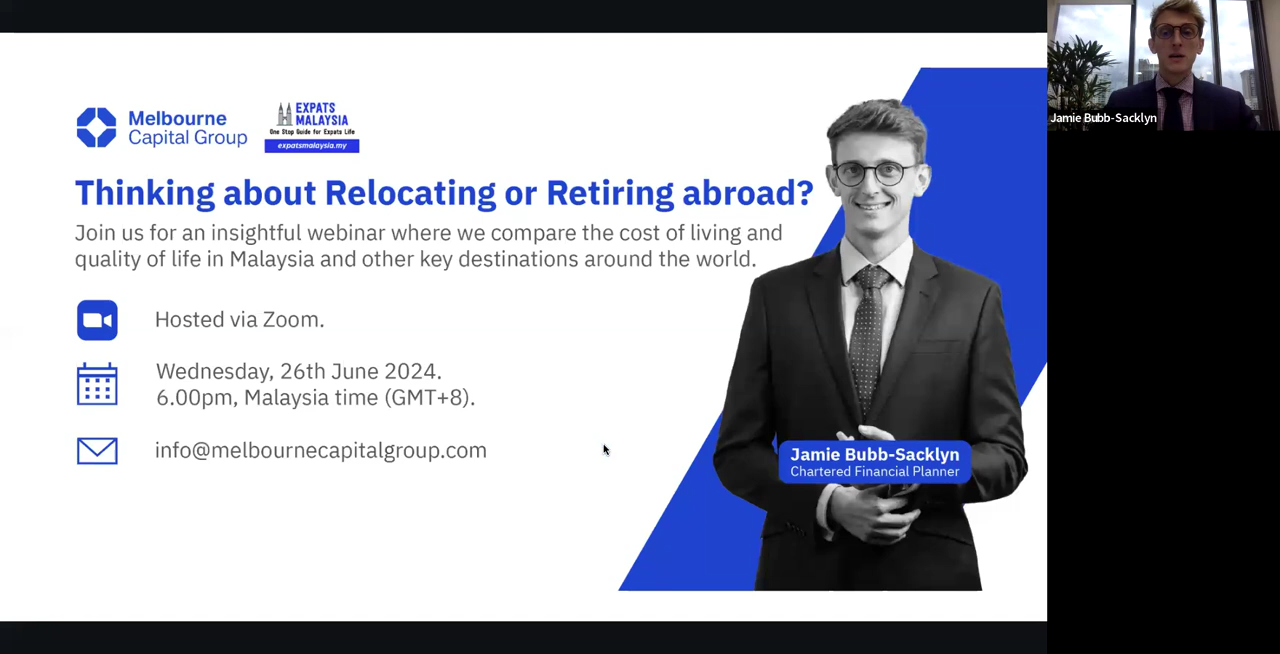 Melbourne
Capital Group
EXPATS
MALAYSIA
One Stop Guide for Expats Life
expatsmalaysia.my
Thinking about Relocating or Retiring abroad?
Join us for an insightful webinar where we compare the cost of living and
quality of life in Malaysia and other key destinations around the world.
Hosted via Zoom.
Wednesday, 26th June 2024.
6.00pm, Malaysia time (GMT+8).
info@melbournecapitalgroup.com
Jamie Bubb-Sacklyn
Chartered Financial Planner
Jamie Bubb-Sacklyn